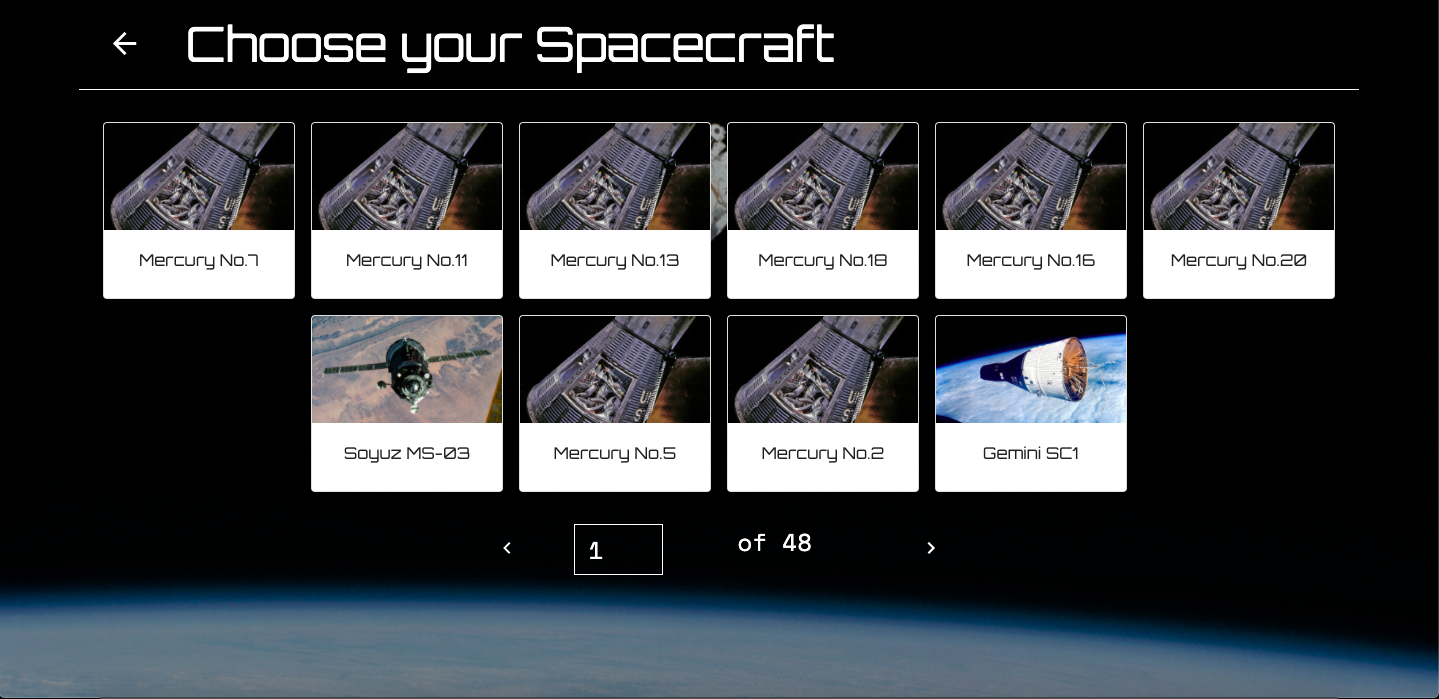 Choose your Spacecraft
Mercury No.7
Mercury No.11
Mercury No.13
Mercury No.18
Mercury No.16
Mercury No.20
Soyuz MS-03
Mercury No.5
Mercury No.2
Gemini SC1
1 of 48